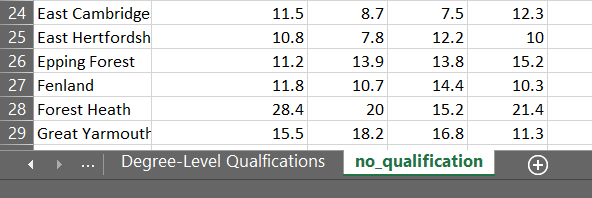 24 East Cambridge 11.5 8.7 7.5 12.3
25 East Hertfordsh 10.8 7.8 12.2 10
26 Epping Forest 11.2 13.9 13.8 15.2
27 Fenland 11.8 10.7 14.4 10.3
28 Forest Heath 28.4 20 15.2 21.4
29 Great Yarmouth 15.5 18.2 16.8 11.3
... Degree-Level Qualfications no_qualification